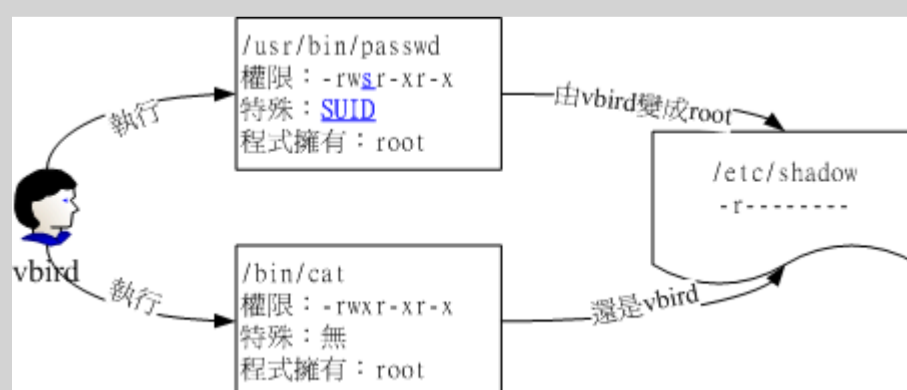 /usr/bin/passwd
權限：-rwsr-xr-x
特殊：SUID
程式擁有：root
執行
由vbird變成root
/etc/shadow
-r--------
vbird
執行
/bin/cat
權限：-rwxr-xr-x
特殊：無
程式擁有：root
還是vbird